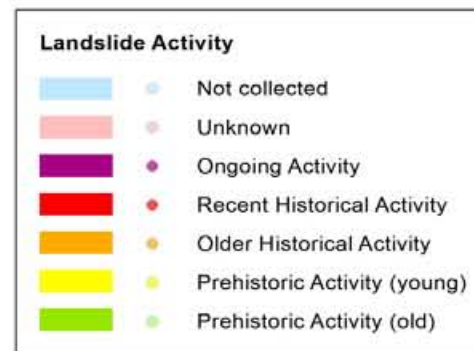 Landslide Activity
Not collected
Unknown
Ongoing Activity
Recent Historical Activity
Older Historical Activity
Prehistoric Activity (young)
Prehistoric Activity (old)